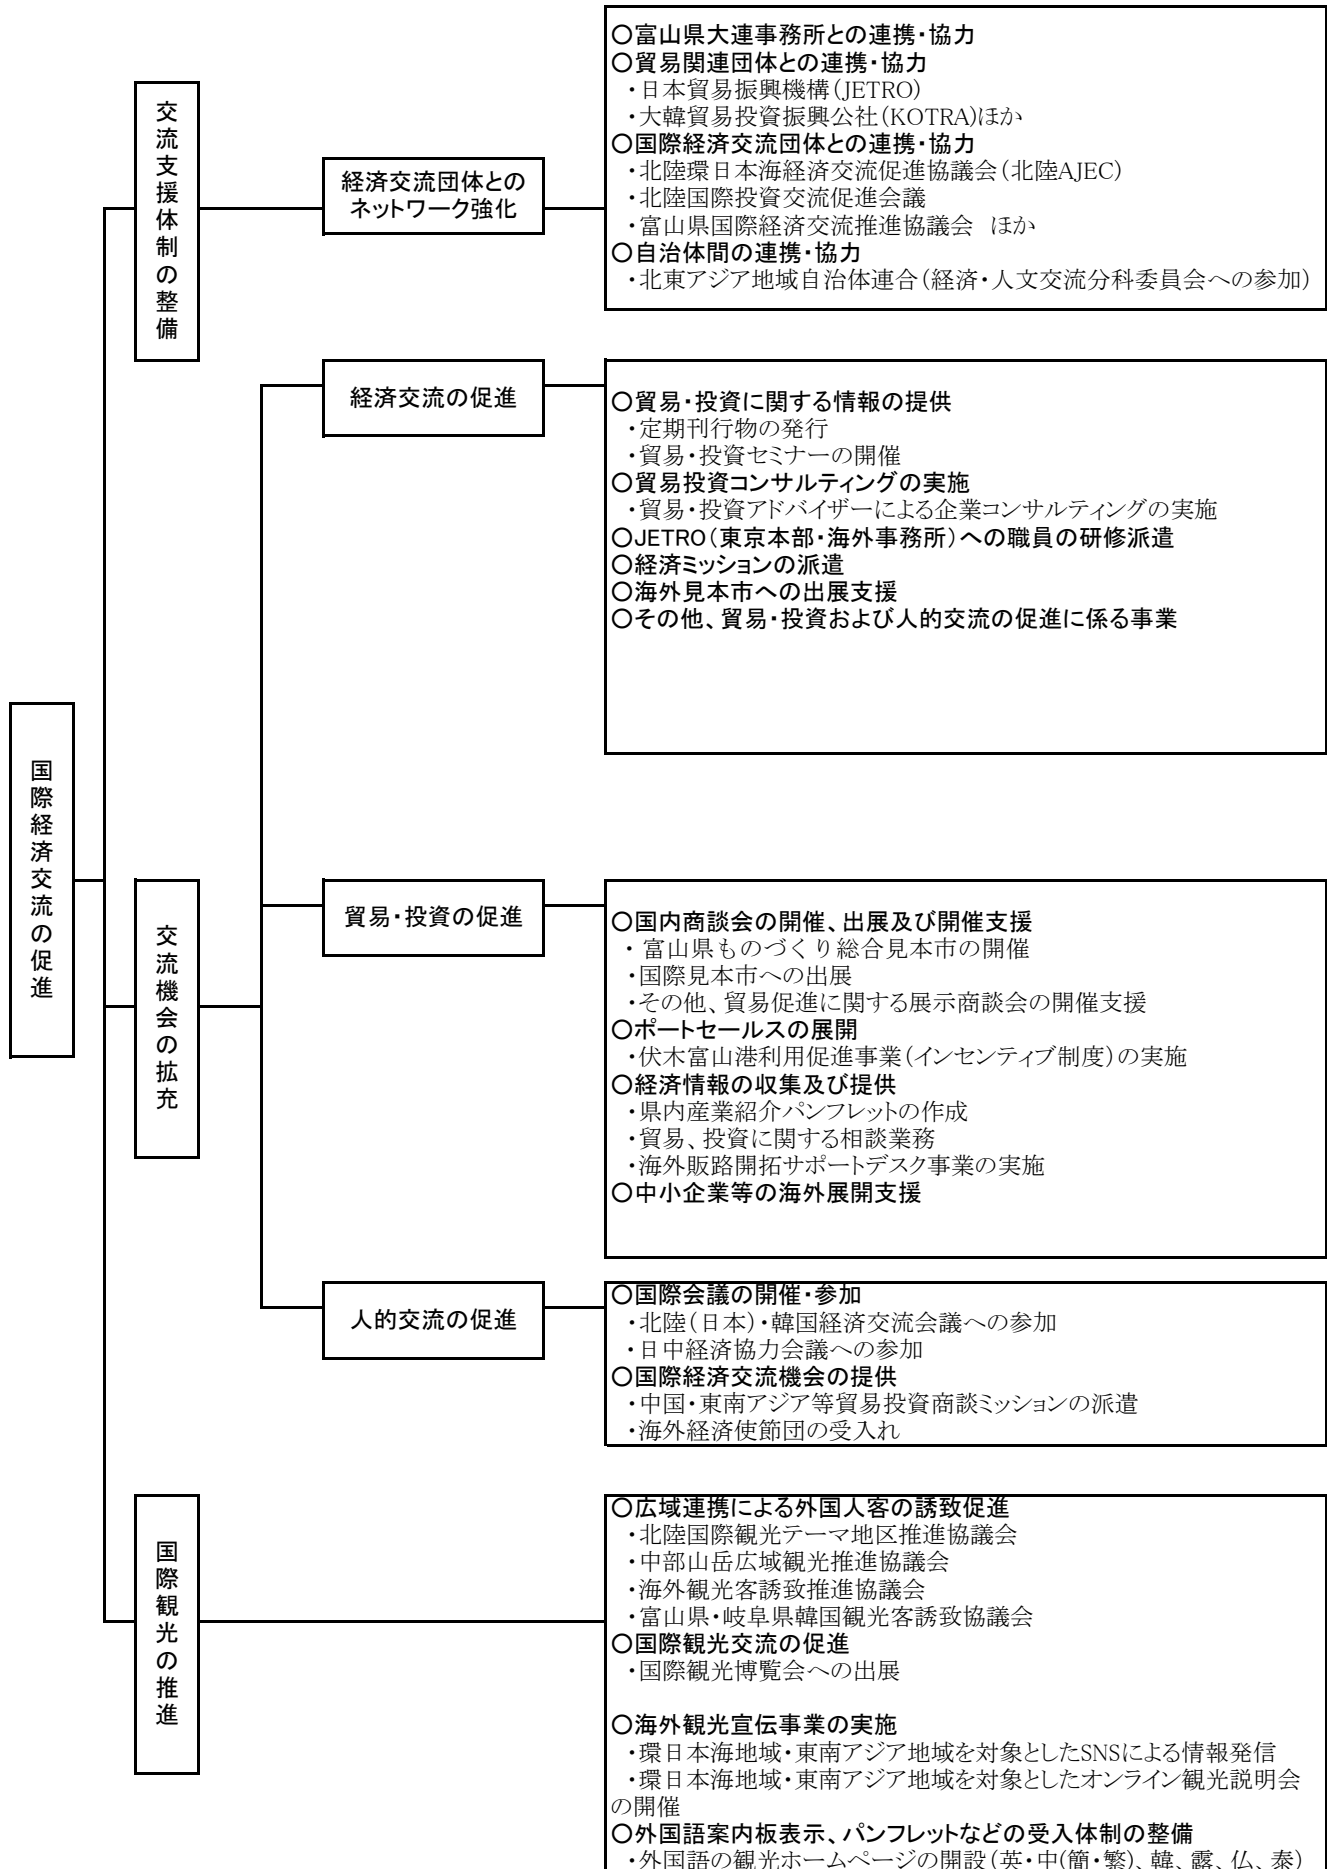 国際経済交流の促進
交流支援体制の整備
経済交流団体との
ネットワーク強化
〇富山県大連事務所との連携・協力
〇貿易関連団体との連携・協力
・日本貿易振興機構（JETRO）
・大韓貿易投資振興公社（KOTRA）ほか
〇国際経済交流団体との連携・協力
・北陸環日本海経済交流促進協議会（北陸AJEC）
・北陸国際投資交流促進会議
・富山県国際経済交流推進協議会　ほか
〇自治体間の連携・協力
・北東アジア地域自治体連合（経済・人文交流分科委員会への参加）
交流機会の拡充
経済交流の促進
〇貿易・投資に関する情報の提供
・定期刊行物の発行
・貿易・投資セミナーの開催
〇貿易投資コンサルティングの実施
・貿易・投資アドバイザーによる企業コンサルティングの実施
〇JETRO（東京本部・海外事務所）への職員の研修派遣
〇経済ミッションの派遣
〇海外見本市への出展支援
〇その他、貿易・投資および人的交流の促進に係る事業
貿易・投資の促進
〇国内商談会の開催、出展及び開催支援
・富山県ものづくり総合見本市の開催
・国際見本市への出展
・その他、貿易促進に関する展示商談会の開催支援
〇ポートセールスの展開
・伏木富山港利用促進事業（インセンティブ制度）の実施
〇経済情報の収集及び提供
・県内産業紹介パンフレットの作成
・貿易、投資に関する相談業務
・海外販路開拓サポートデスク事業の実施
〇中小企業等の海外展開支援
人的交流の促進
〇国際会議の開催・参加
・北陸（日本）・韓国経済交流会議への参加
・日中経済協力会議への参加
〇国際経済交流機会の提供
・中国・東南アジア等貿易投資商談ミッションの派遣
・海外経済使節団の受入れ
国際観光の推進
〇広域連携による外国人客の誘致促進
・北陸国際観光テーマ地区推進協議会
・中部山岳広域観光推進協議会
・海外観光客誘致推進協議会
・富山県・岐阜県韓国観光客誘致協議会
〇国際観光交流の促進
・国際観光博覧会への出展
〇海外観光宣伝事業の実施
・環日本海地域・東南アジア地域を対象としたSNSによる情報発信
・環日本海地域・東南アジア地域を対象としたオンライン観光説明会
の開催
〇外国語案内板表示、パンフレットなどの受入体制の整備
・外国語の観光ホームページの開設（英・中(簡・繁)、韓、露、仏、泰）